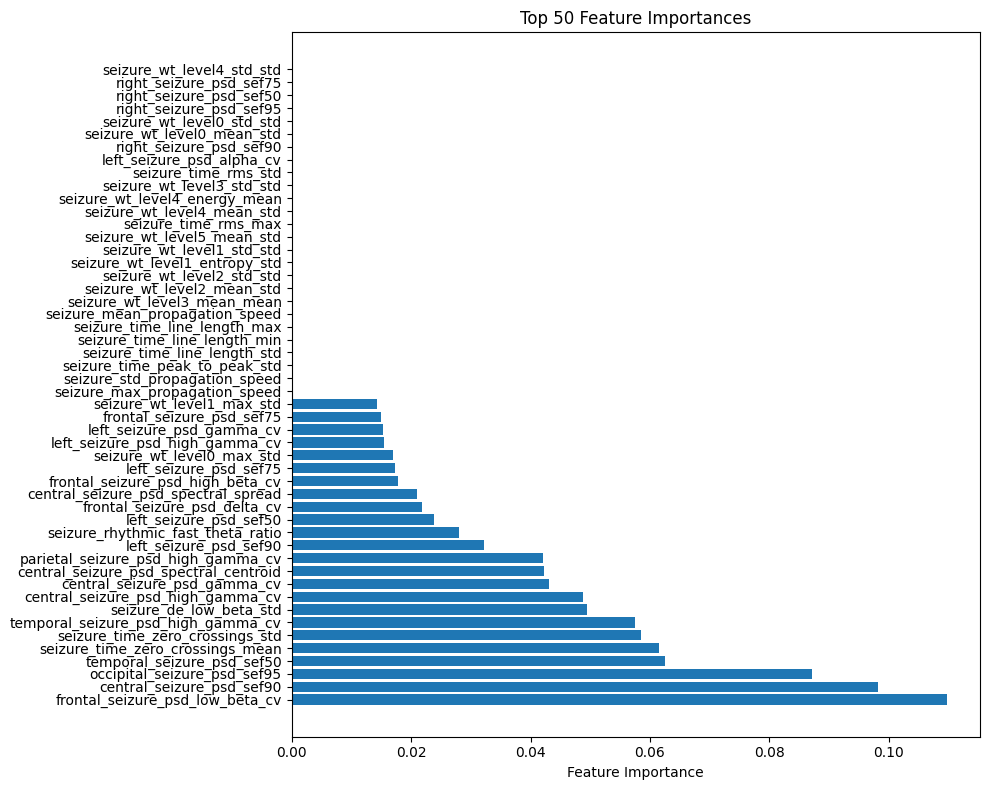 Top 50 Feature Importances
seizure_wt_level4_std_std
right_seizure_psd_sef75
right_seizure_psd_sef50
right_seizure_psd_sef95
seizure_wt_level0_std_std
seizure_wt_level0_mean_std
right_seizure_psd_sef90
left_seizure_psd_alpha_cv
seizure_time_rms_std
seizure_wt_level3_std_std
seizure_wt_level4_energy_mean
seizure_wt_level4_mean_std
seizure_time_rms_max
seizure_wt_level5_mean_std
seizure_wt_level1_std_std
seizure_wt_level1_entropy_std
seizure_wt_level2_std_std
seizure_wt_level2_mean_std
seizure_wt_level3_mean_mean
seizure_mean_propagation_speed
seizure_time_line_length_max
seizure_time_line_length_min
seizure_time_line_length_std
seizure_time_peak_to_peak_std
seizure_std_propagation_speed
seizure_max_propagation_speed
seizure_wt_level1_max_std
frontal_seizure_psd_sef75
left_seizure_psd_gamma_cv
left_seizure_psd_high_gamma_cv
seizure_wt_level0_max_std
left_seizure_psd_sef75
frontal_seizure_psd_high_beta_cv
central_seizure_psd_spectral_spread
frontal_seizure_psd_delta_cv
left_seizure_psd_sef50
seizure_rhythmic_fast_theta_ratio
left_seizure_psd_sef90
parietal_seizure_psd_high_gamma_cv
central_seizure_psd_spectral_centroid
central_seizure_psd_gamma_cv
central_seizure_psd_high_gamma_cv
seizure_de_low_beta_std
temporal_seizure_psd_high_gamma_cv
seizure_time_zero_crossings_std
seizure_time_zero_crossings_mean
temporal_seizure_psd_sef50
occipital_seizure_psd_sef95
central_seizure_psd_sef90
frontal_seizure_psd_low_beta_cv
0.00 0.02 0.04 0.06 0.08 0.10
Feature Importance